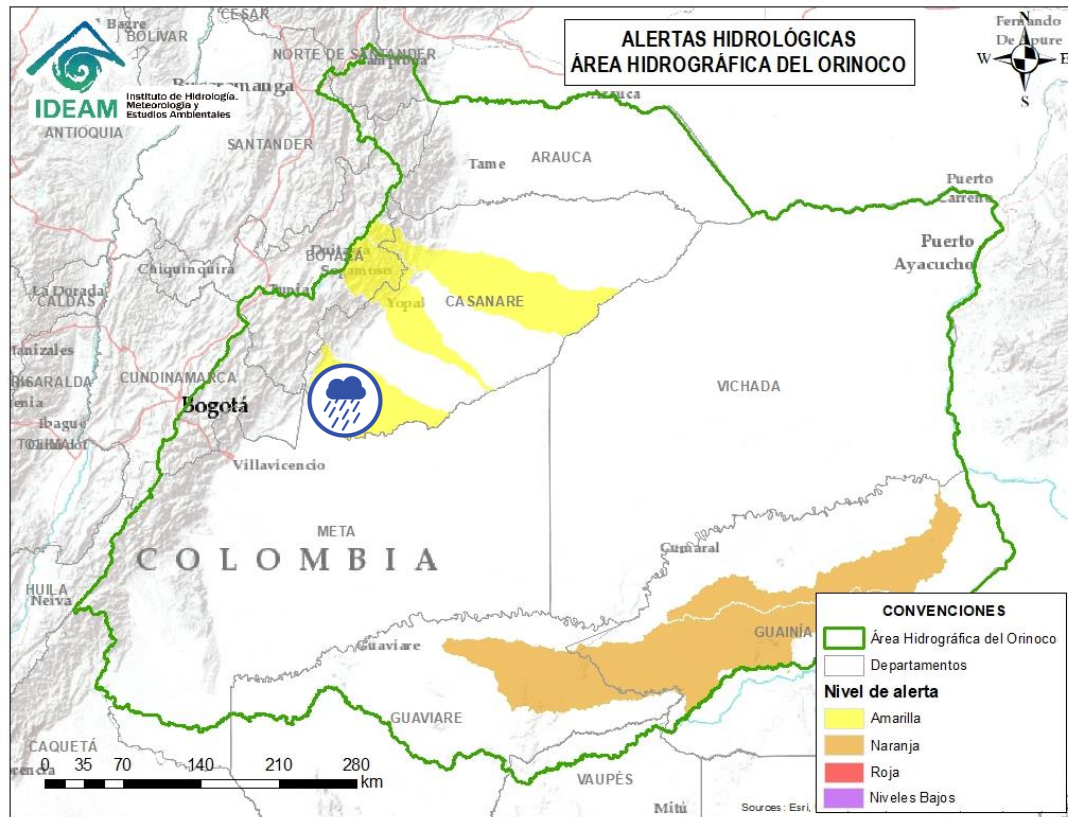 ALERTAS HIDROLÓGICAS
ÁREA HIDROGRÁFICA DEL ORINOCO
IDEAM
Instituto de Hidrología,
Meteorología y
Estudios Ambientales
N
W E
S
CESAR
Bagre
BOLÍVAR
NORTE DE SANTANDER
Fernando
De Apure
ANTIOQUIA
SANTANDER
Arauca
ARAUCA
Tame
Puerto
Carreño
Puerto
Ayacucho
Duitama
BOYACÁ
Sogamoso
Chiquinquirá
Tunja
La Dorada
CALDAS
Yopal
CASANARE
CUNDINAMARCA
Bogotá
VICHADA
Ibague
Villavicencio
META
COLOMBIA
Cumaral
HUILA
Neiva
Guaviare
GUAINÍA
GUAVIARE
CAQUETÁ
VAUPÉS
Mitú
0 35 70 140 210 280
km
CONVENCIONES
Área Hidrográfica del Orinoco
Departamentos
Nivel de alerta
Amarilla
Naranja
Roja
Niveles Bajos
Sources: Esri,